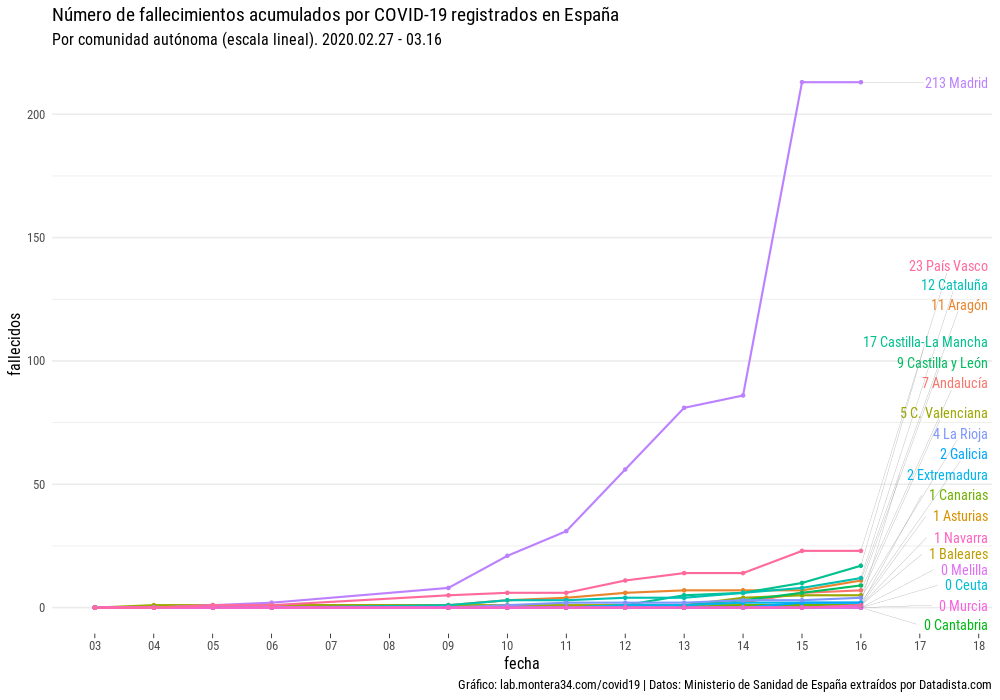 Número de fallecimientos acumulados por COVID-19 registrados en España
Por comunidad autónoma (escala lineal). 2020.02.27 - 03.16
fallecidos
200
150
100
50
0
213 Madrid
23 País Vasco
12 Cataluña
11 Aragón
17 Castilla-La Mancha
9 Castilla y León
7 Andalucía
5 C. Valenciana
4 La Rioja
2 Galicia
2 Extremadura
1 Canarias
1 Asturias
1 Navarra
1 Baleares
0 Melilla
0 Ceuta
0 Murcia
0 Cantabria
03 04 05 06 07 08 09 10 11 12 13 14 15 16 17 18
fecha
Gráfico: lab.montera34.com/covid19 | Datos: Ministerio de Sanidad de España extraídos por Datadista.com